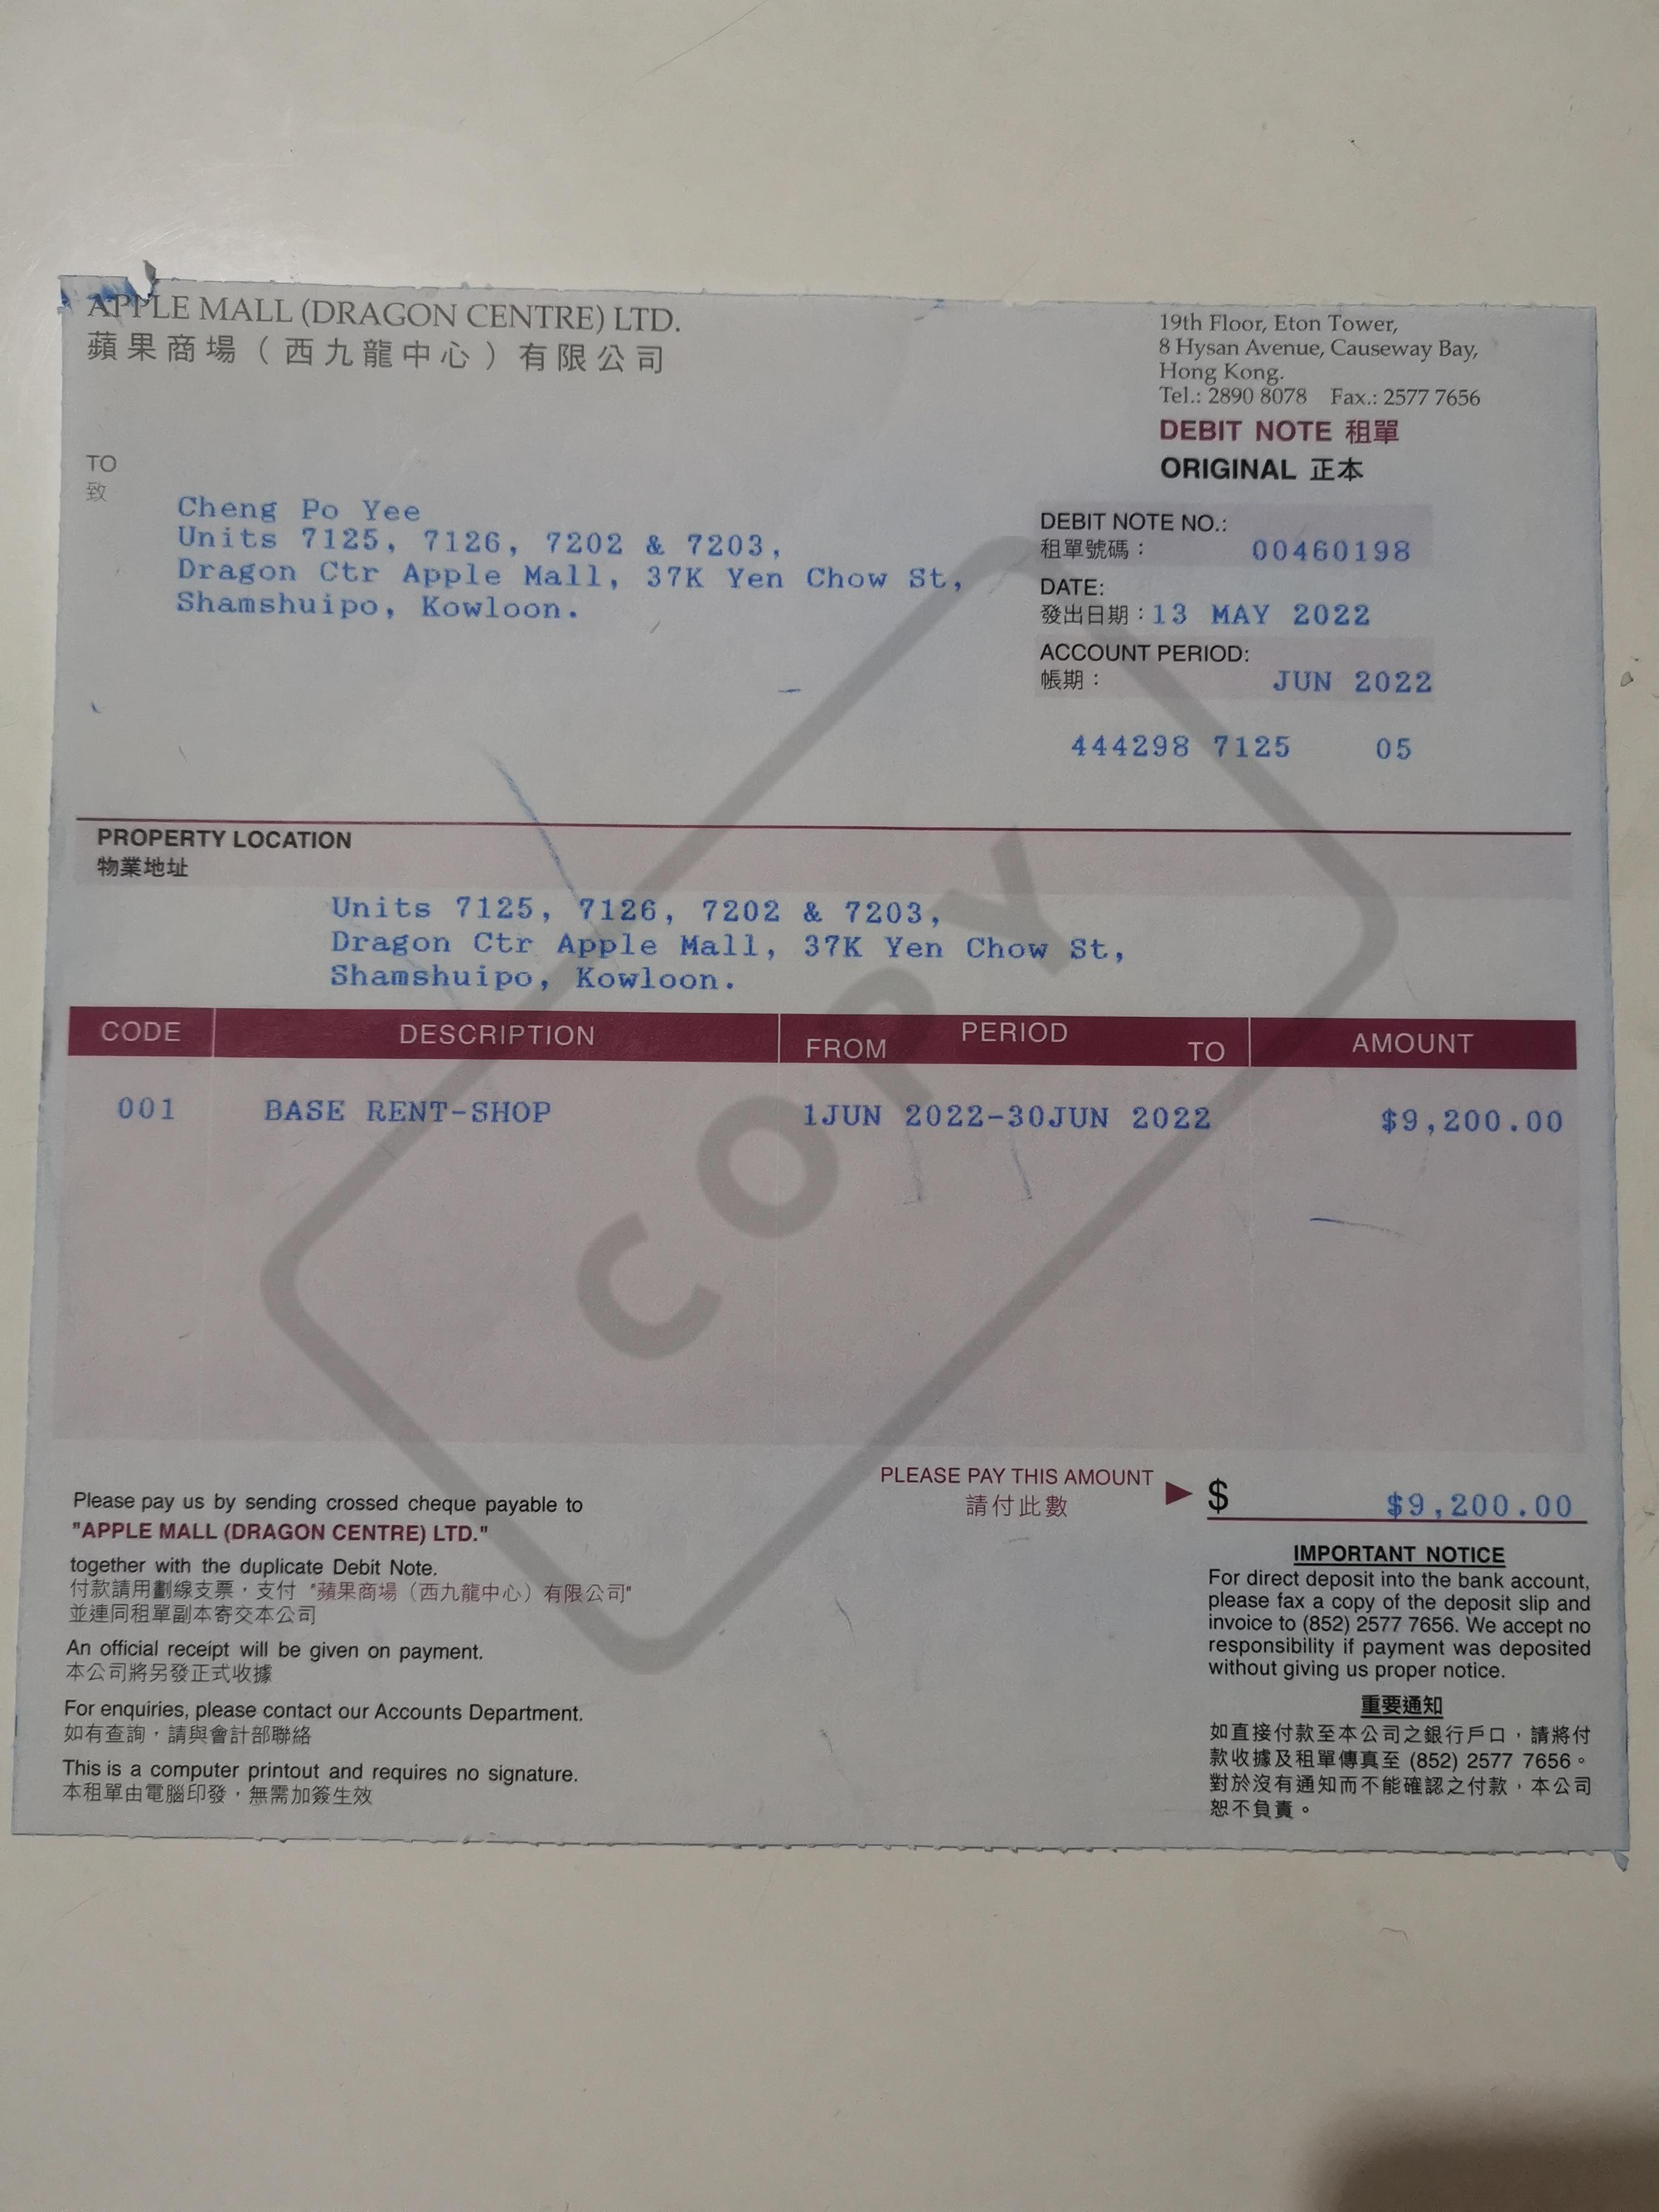 APPLE MALL (DRAGON CENTRE) LTD.
蘋果商場（西九龍中心）有限公司
19th Floor, Eton Tower,
8 Hysan Avenue, Causeway Bay,
Hong Kong.
Tel.: 2890 8078 Fax.: 2577 7656
DEBIT NOTE 租單
ORIGINAL 正本
TO
致
Cheng Po Yee
Units 7125, 7126, 7202 & 7203,
Dragon Ctr Apple Mall, 37K Yen Chow St,
Shamshuipo, Kowloon.
DEBIT NOTE NO.:
租單號碼： 00460198
DATE:
發出日期：13 MAY 2022
ACCOUNT PERIOD:
帳期： JUN 2022
444298 7125 05
PROPERTY LOCATION
物業地址
Units 7125, 7126, 7202 & 7203,
Dragon Ctr Apple Mall, 37K Yen Chow St,
Shamshuipo, Kowloon.
CODE DESCRIPTION PERIOD AMOUNT
FROM TO
001 BASE RENT-SHOP 1JUN 2022-30JUN 2022 $9,200.00
COPY
PLEASE PAY THIS AMOUNT
請付此數
$ $9,200.00
Please pay us by sending crossed cheque payable to
"APPLE MALL (DRAGON CENTRE) LTD."
together with the duplicate Debit Note.
付款請用劃線支票，支付 "蘋果商場（西九龍中心）有限公司"
並連同租單副本寄交本公司
An official receipt will be given on payment.
本公司將另發正式收據
For enquiries, please contact our Accounts Department.
如有查詢，請與會計部聯絡
This is a computer printout and requires no signature.
本租單由電腦印發，無需加簽生效
IMPORTANT NOTICE
For direct deposit into the bank account,
please fax a copy of the deposit slip and
invoice to (852) 2577 7656. We accept no
responsibility if payment was deposited
without giving us proper notice.
重要通知
如直接付款至本公司之銀行戶口，請將付
款收據及租單傳真至 (852) 2577 7656。
對於沒有通知而不能確認之付款，本公司
恕不負責。